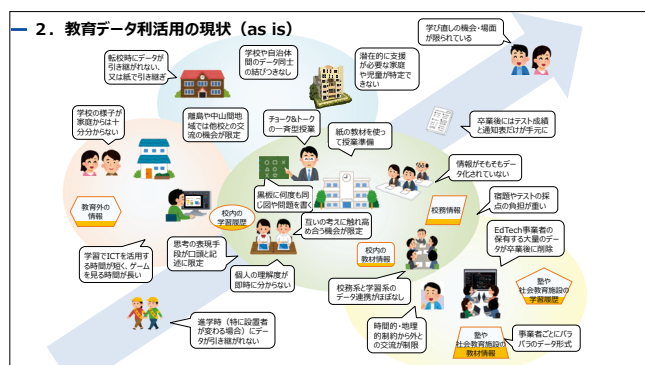 2．教育データ利活用の現状（as is）
学び直しの機会・場面
が限られている
転校時にデータが
引き継がれない、
又は紙で引き継ぎ
学校や自治体
間のデータ同士
の結びつきなし
潜在的に支援
が必要な家庭
や児童が特定で
きない
学校の様子が
家庭からは十
分分からない
離島や中山間地
域では他校との交
流の機会が限定
チョーク&トーク
の一斉型授業
紙の教材を使っ
て授業準備
卒業後にはテスト成績
と通知表だけが手元に
情報がそもそもデー
タ化されていない
教育外の
情報
黒板に何度も同
じ図や問題を書く
校内の
学習履歴
校務情報
宿題やテストの採
点の負担が重い
互いの考えに触れ高
め合う機会が限定
思考の表現手
段が口頭と記
述に限定
校内の
教材情報
EdTech事業者の
保有する大量のデー
タが卒業後に削除
学習でICTを活用す
る時間が短く、ゲーム
を見る時間が長い
個人の理解度が
即時に分からない
校務系と学習系の
データ連携がほぼなし
塾や
社会教育施設の
学習履歴
進学時（特に設置者
が変わる場合）にデー
タが引き継がれない
時間的・地理
的制約から外と
の交流が制限
塾や
社会教育施設の
教材情報
事業者ごとにバラ
バラのデータ形式